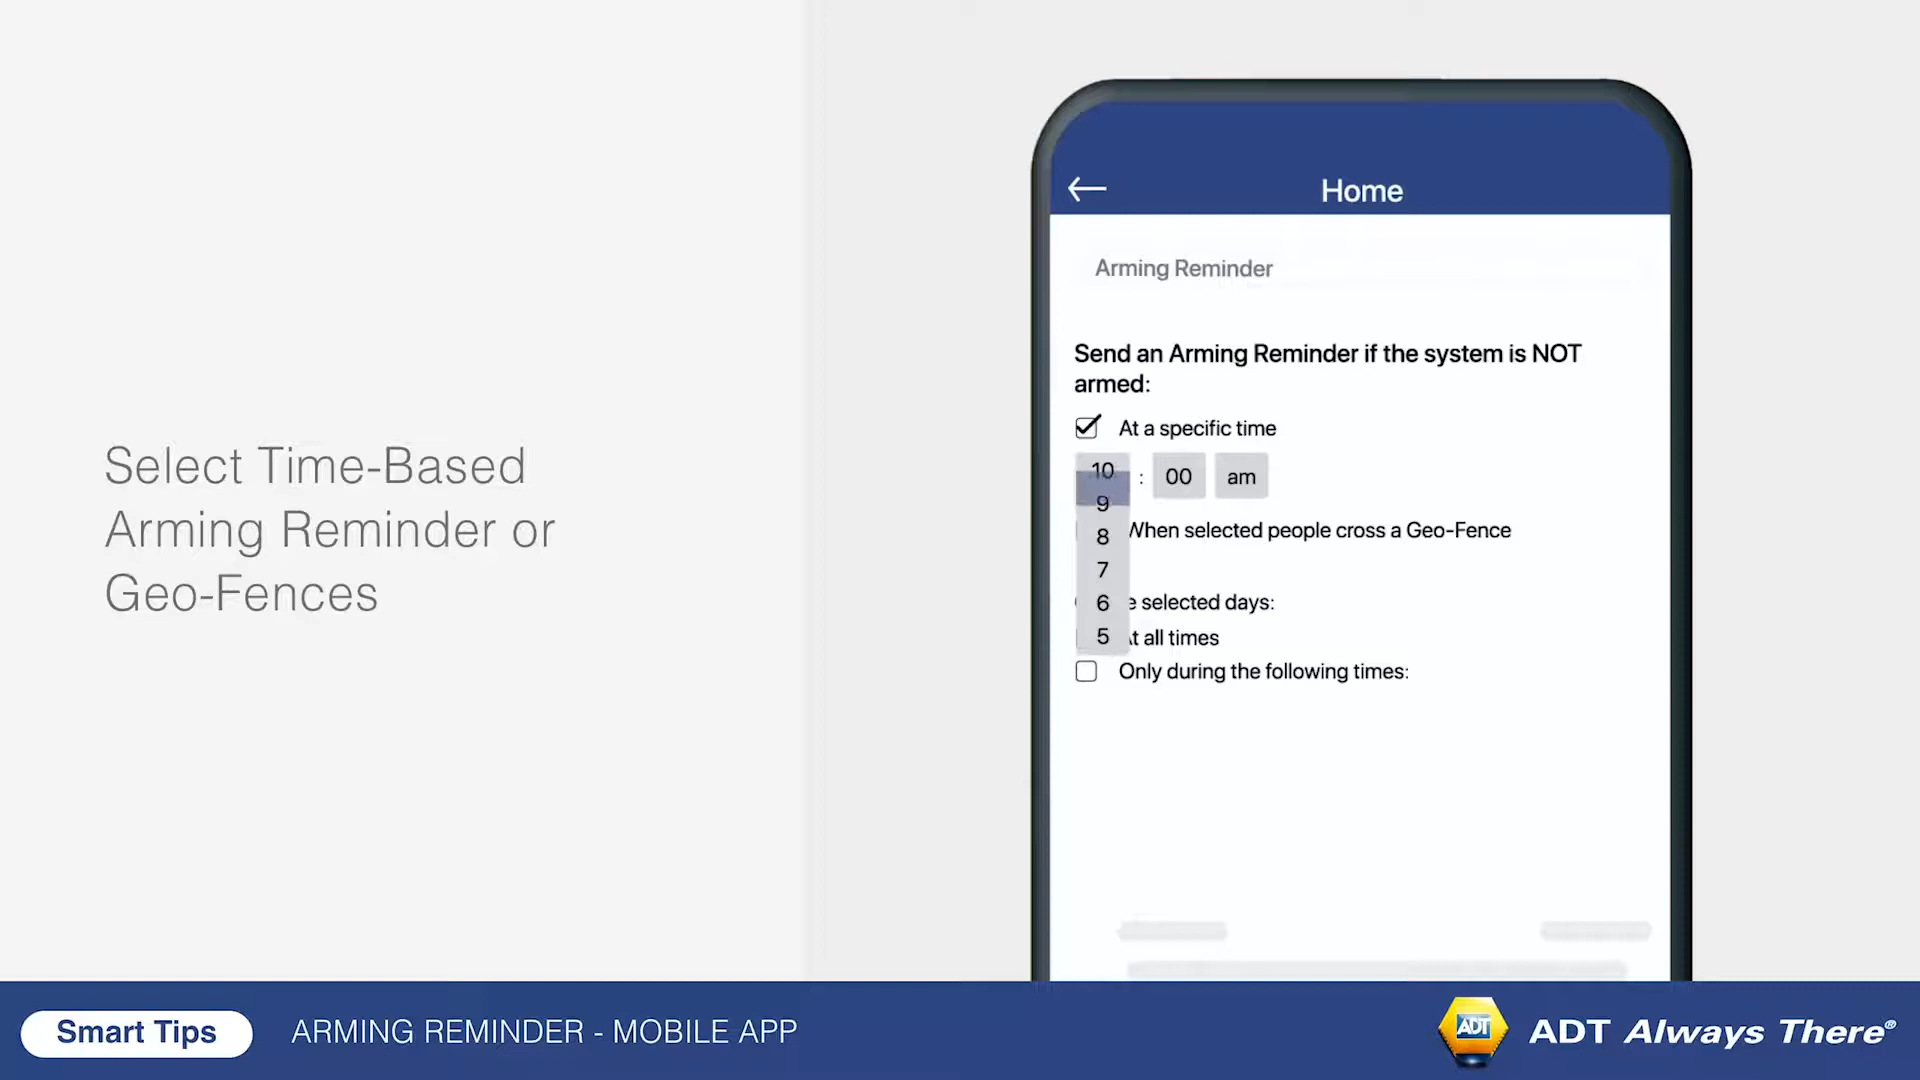 Select Time-Based
Arming Reminder or
Geo-Fences
Home
Arming Reminder
Send an Arming Reminder if the system is NOT
armed:
At a specific time
10 : 00 am
9
8
7
6
5
When selected people cross a Geo-Fence
e selected days:
t all times
Only during the following times:
Smart Tips
ARMING REMINDER - MOBILE APP
ADT
ADT Always There®